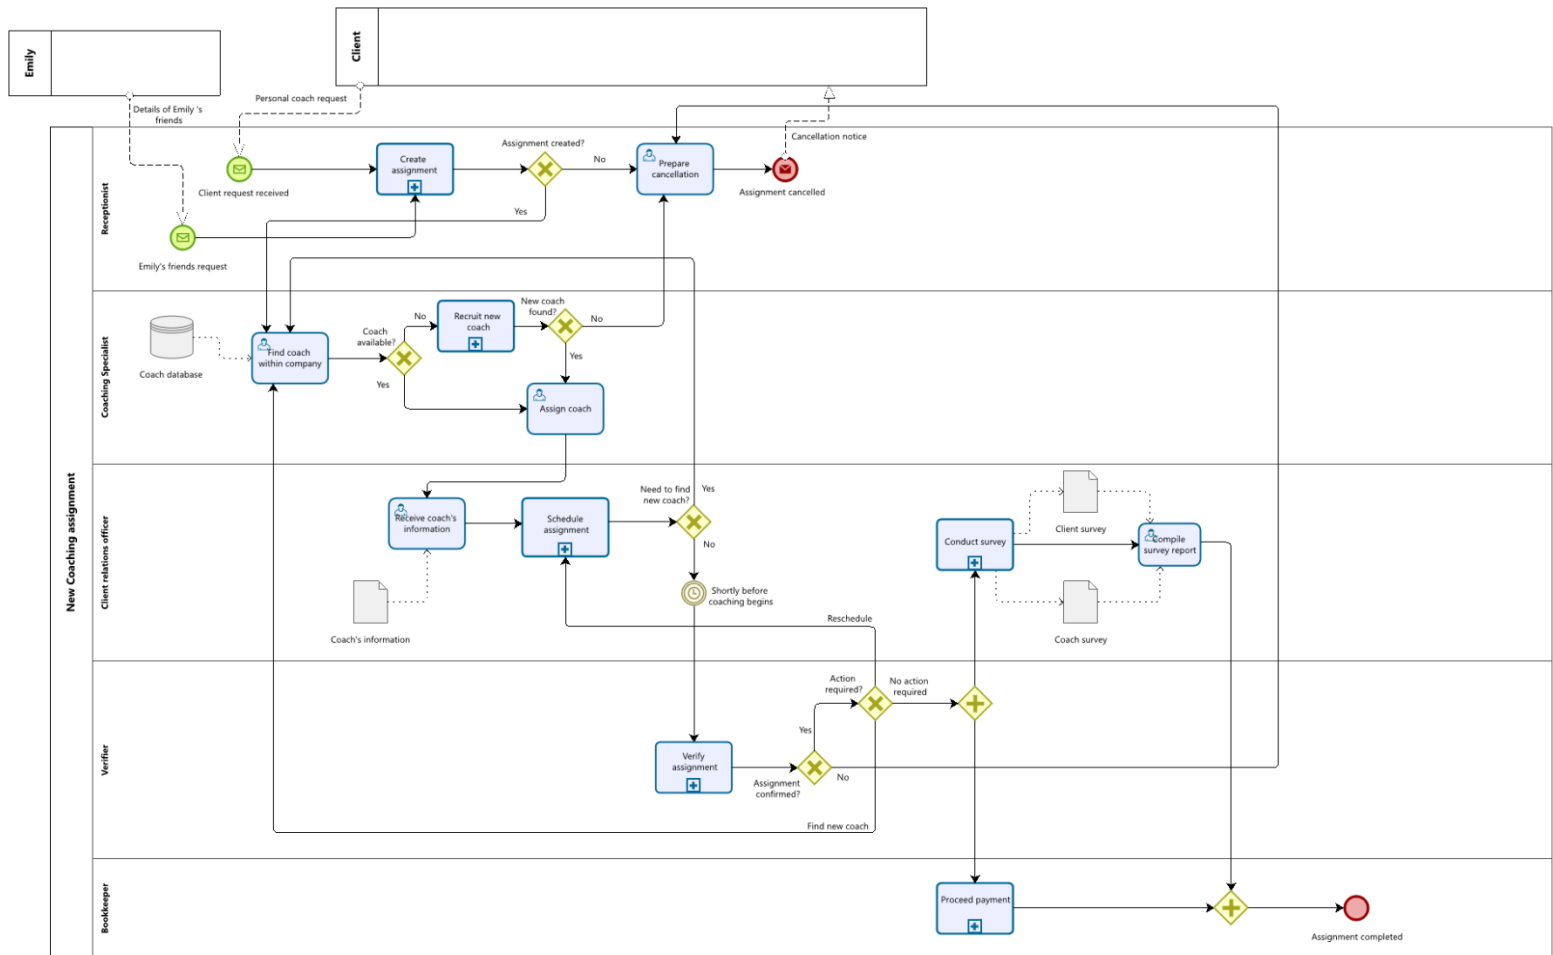 Emily
Client
Details of Emily 's
friends
Personal coach request
Cancellation notice
New Coaching assignment
Receptionist
Client request received
Create
assignment
Assignment created?
No
Yes
Prepare
cancellation
Assignment cancelled
Emily's friends request
Coaching Specialist
Coach database
Find coach
within company
Coach
available?
No
Yes
Recruit new
coach
New coach
found?
No
Yes
Assign coach
Client relations officer
Receive coach's
information
Coach's information
Schedule
assignment
Need to find
new coach?
Yes
No
Shortly before
coaching begins
Reschedule
Conduct survey
Client survey
Coach survey
Compile
survey report
Verifier
Verify
assignment
Assignment
confirmed?
Yes
No
Action
required?
No action
required
Find new coach
Bookkeeper
Proceed payment
Assignment completed